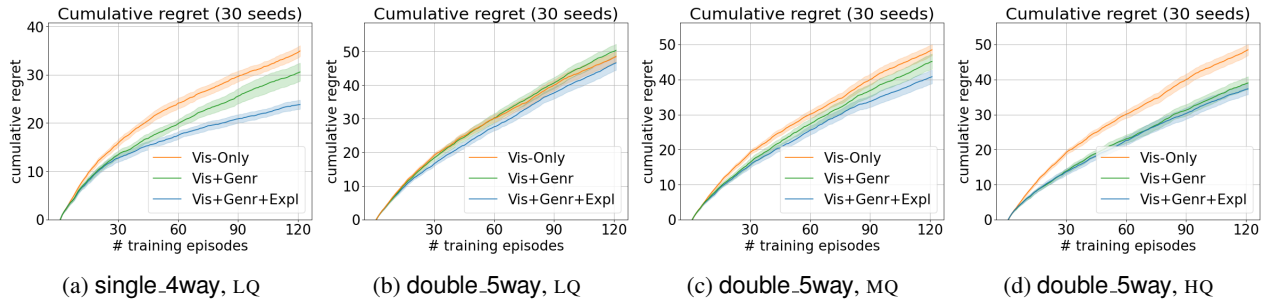 Cumulative regret (30 seeds)
cumulative regret
40
30
20
10
0
30
60
90
120
# training episodes
Vis-Only
Vis+Genr
Vis+Genr+Expl
(a) single_4way, LQ
Cumulative regret (30 seeds)
cumulative regret
50
40
30
20
10
0
30
60
90
120
# training episodes
Vis-Only
Vis+Genr
Vis+Genr+Expl
(b) double_5way, LQ
Cumulative regret (30 seeds)
cumulative regret
50
40
30
20
10
0
30
60
90
120
# training episodes
Vis-Only
Vis+Genr
Vis+Genr+Expl
(c) double_5way, MQ
Cumulative regret (30 seeds)
cumulative regret
50
40
30
20
10
0
30
60
90
120
# training episodes
Vis-Only
Vis+Genr
Vis+Genr+Expl
(d) double_5way, HQ